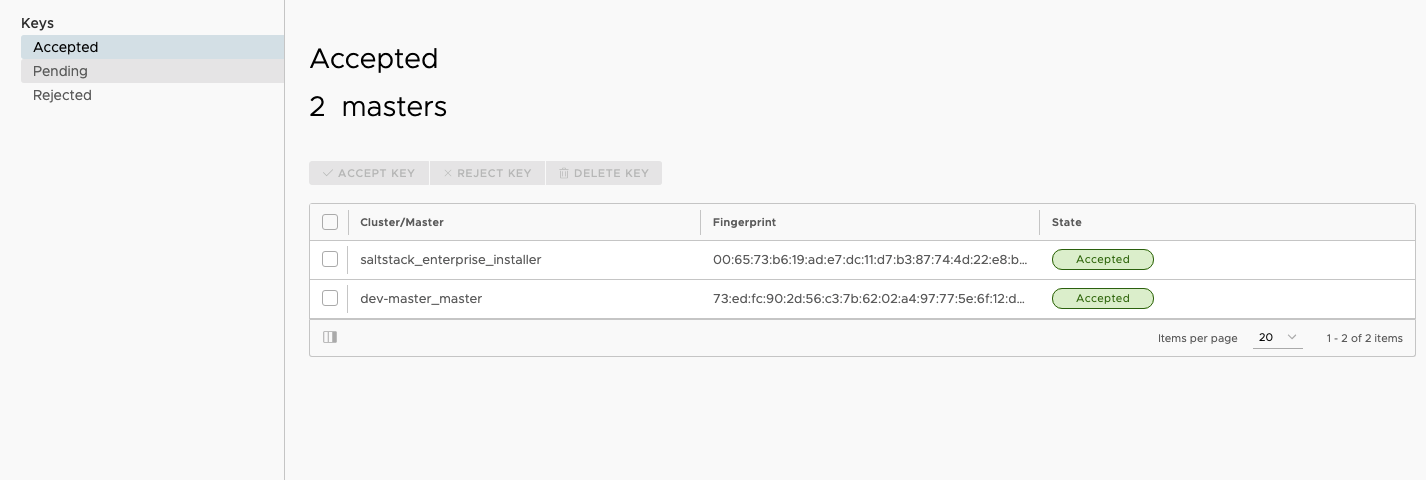 Keys
Accepted
Pending
Rejected
Accepted
2 masters
ACCEPT KEY REJECT KEY DELETE KEY
Cluster/Master Fingerprint State
saltstack_enterprise_installer 00:65:73:b6:19:ad:e7:dc:11:d7:b3:87:74:4d:22:e8:b... Accepted
dev-master_master 73:ed:fc:90:2d:56:c3:7b:62:02:a4:97:77:5e:6f:12:d... Accepted
Items per page 20 1 - 2 of 2 items